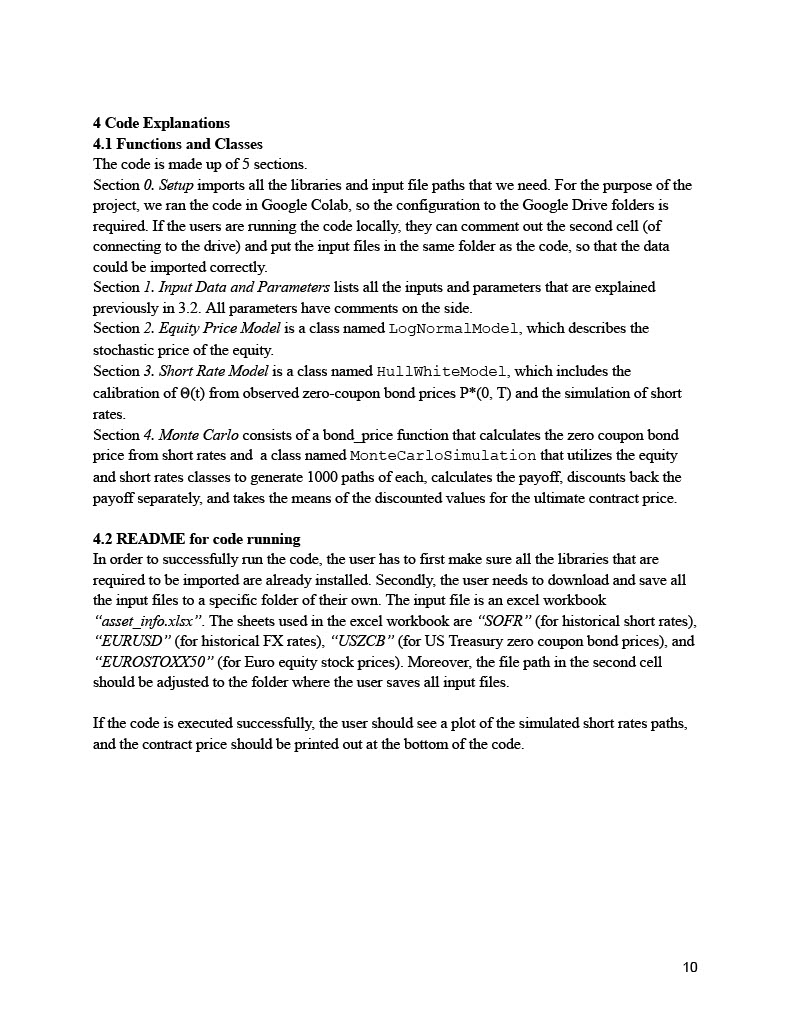 4 Code Explanations
4.1 Functions and Classes
The code is made up of 5 sections.
Section 0. Setup imports all the libraries and input file paths that we need. For the purpose of the
project, we ran the code in Google Colab, so the configuration to the Google Drive folders is
required. If the users are running the code locally, they can comment out the second cell (of
connecting to the drive) and put the input files in the same folder as the code, so that the data
could be imported correctly.
Section 1. Input Data and Parameters lists all the inputs and parameters that are explained
previously in 3.2. All parameters have comments on the side.
Section 2. Equity Price Model is a class named LogNormalModel, which describes the
stochastic price of the equity.
Section 3. Short Rate Model is a class named HullWhiteModel, which includes the
calibration of Θ(t) from observed zero-coupon bond prices P*(0, T) and the simulation of short
rates.
Section 4. Monte Carlo consists of a bond_price function that calculates the zero coupon bond
price from short rates and  a class named MonteCarloSimulation that utilizes the equity
and short rates classes to generate 1000 paths of each, calculates the payoff, discounts back the
payoff separately, and takes the means of the discounted values for the ultimate contract price.
4.2 README for code running
In order to successfully run the code, the user has to first make sure all the libraries that are
required to be imported are already installed. Secondly, the user needs to download and save all
the input files to a specific folder of their own. The input file is an excel workbook
“asset_info.xlsx”. The sheets used in the excel workbook are “SOFR” (for historical short rates),
“EURUSD” (for historical FX rates), “USZCB” (for US Treasury zero coupon bond prices), and
“EUROSTOXX50” (for Euro equity stock prices). Moreover, the file path in the second cell
should be adjusted to the folder where the user saves all input files.
If the code is executed successfully, the user should see a plot of the simulated short rates paths,
and the contract price should be printed out at the bottom of the code.
10